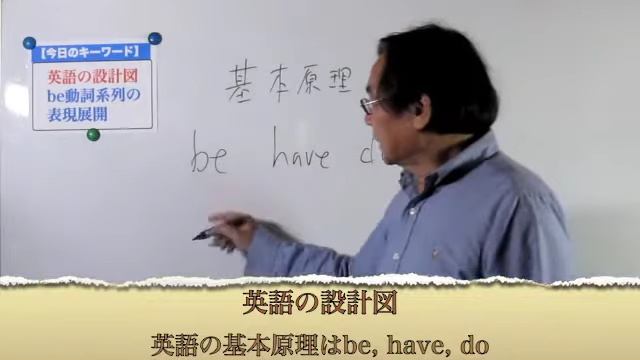 【今日のキーワード】
英語の設計図
be動詞系列の
表現展開
基本原理
be have d
英語の設計図
英語の基本原理はbe, have, do